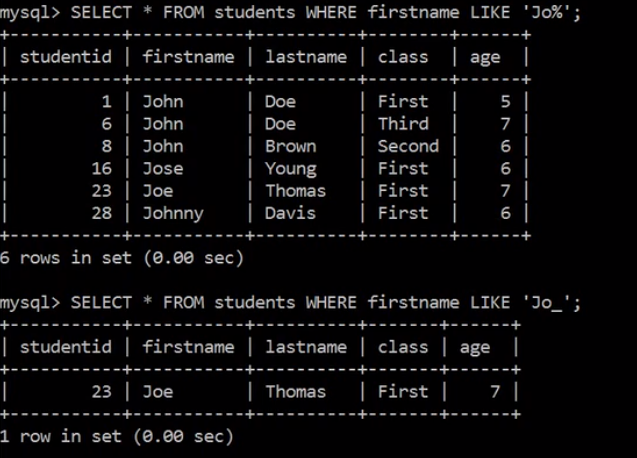 mysql> SELECT * FROM students WHERE firstname LIKE 'Jo%';
+-----------+-----------+----------+--------+------+
| studentid | firstname | lastname | class  | age  |
+-----------+-----------+----------+--------+------+
|         1 | John      | Doe      | First  |    5 |
|         6 | John      | Doe      | Third  |    7 |
|         8 | John      | Brown    | Second |    6 |
|        16 | Jose      | Young    | First  |    6 |
|        23 | Joe       | Thomas   | First  |    7 |
|        28 | Johnny    | Davis    | First  |    6 |
+-----------+-----------+----------+--------+------+
6 rows in set (0.00 sec)
mysql> SELECT * FROM students WHERE firstname LIKE 'Jo_';
+-----------+-----------+----------+-------+------+
| studentid | firstname | lastname | class | age  |
+-----------+-----------+----------+-------+------+
|        23 | Joe       | Thomas   | First |    7 |
+-----------+-----------+----------+-------+------+
1 row in set (0.00 sec)